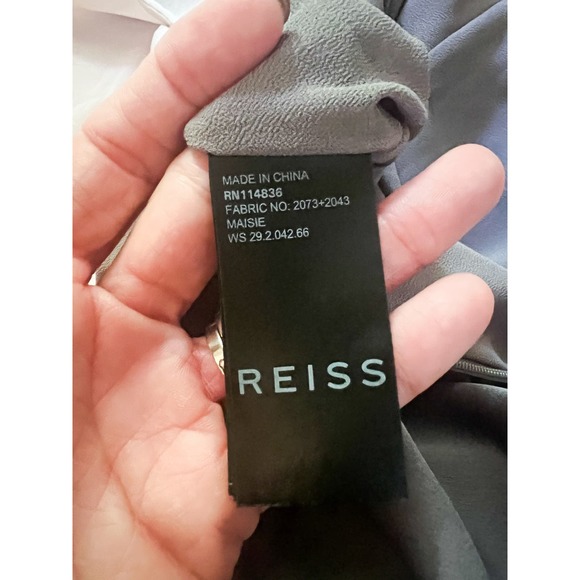 MADE IN CHINA
RN114836
FABRIC NO: 2073+2043
MAISIE
WS 29.2.042.66
REISS